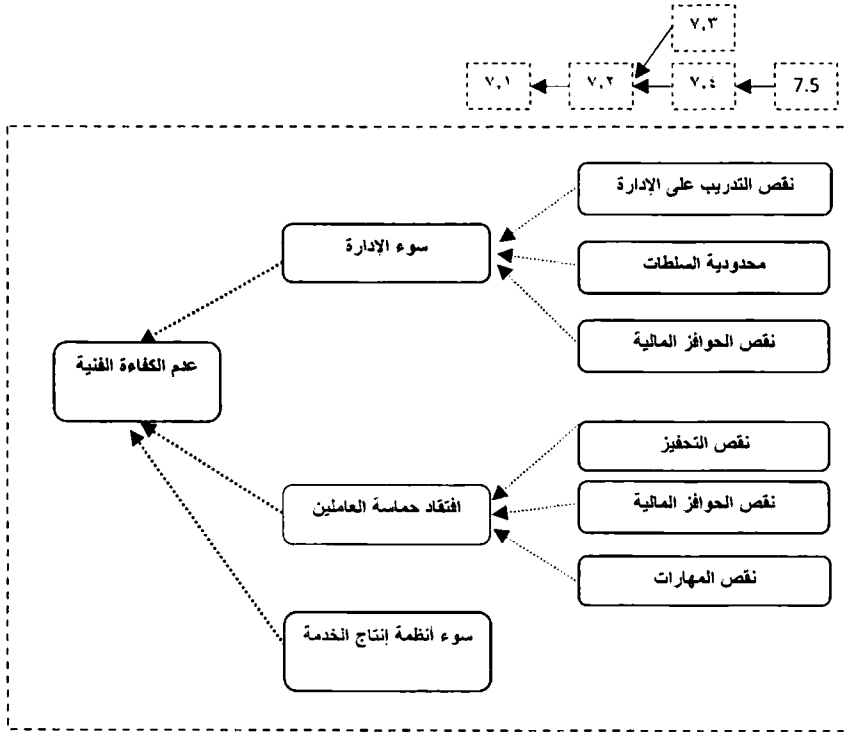 ٧,٣
7.5
٧,٤
٧,٢
٧,١
نقص التدريب على الإدارة
سوء الإدارة
محدودية السلطات
نقص الحوافز المالية
عدم الكفاءة الفنية
نقص التحفيز
افتقاد حماسة العاملين
نقص الحوافز المالية
نقص المهارات
سوء أنظمة إنتاج الخدمة